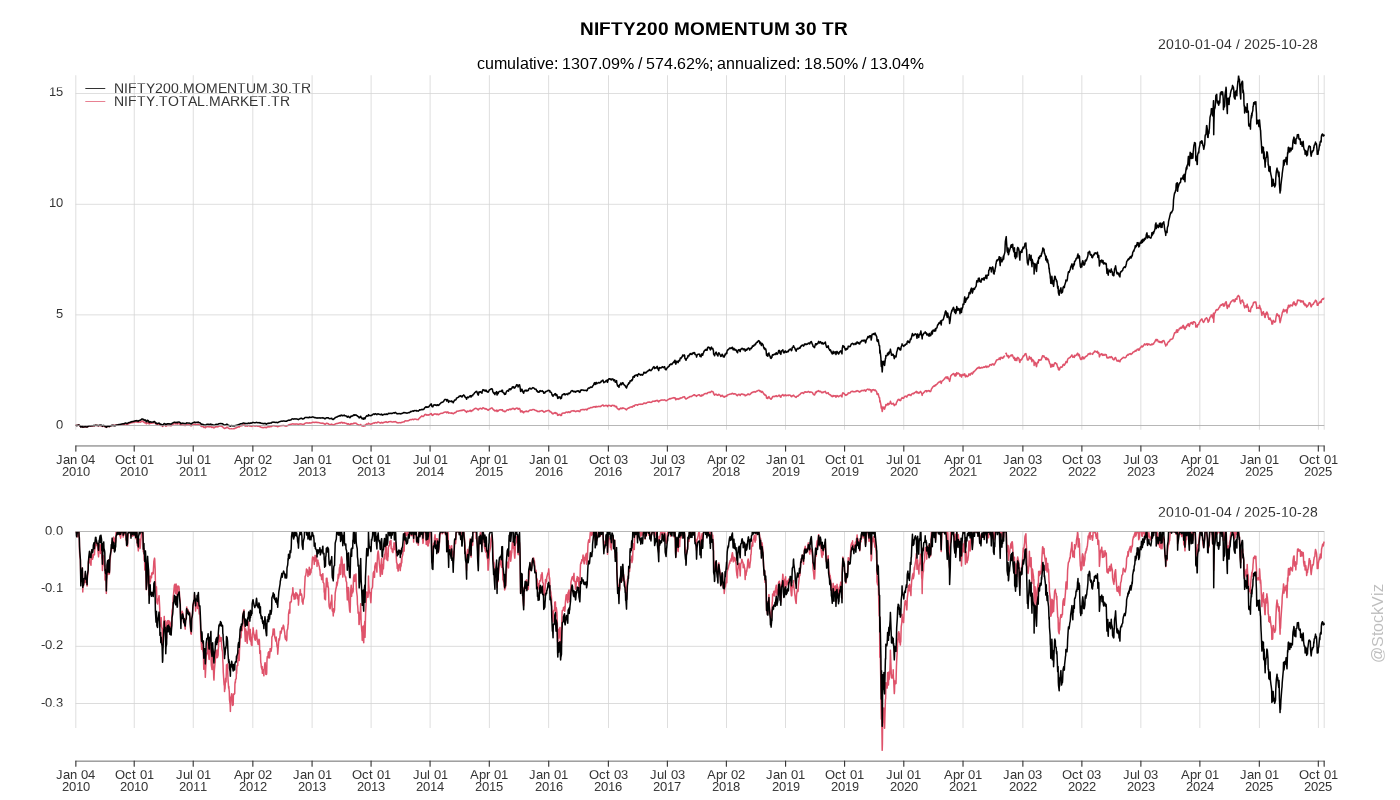 NIFTY200 MOMENTUM 30 TR
2010-01-04 / 2025-10-28
cumulative: 1307.09% / 574.62%; annualized: 18.50% / 13.04%
NIFTY200.MOMENTUM.30.TR
NIFTY.TOTAL.MARKET.TR
15
10
5
0
Jan 04 Oct 01 Jul 01 Apr 02 Jan 01 Oct 01 Jul 01 Apr 01 Jan 01 Oct 03 Jul 03 Apr 02 Jan 01 Oct 01 Jul 01 Apr 01 Jan 03 Oct 03 Jul 03 Apr 01 Jan 01 Oct 01
2010 2010 2011 2012 2013 2013 2014 2015 2016 2016 2017 2018 2019 2019 2020 2021 2022 2022 2023 2024 2025 2025
2010-01-04 / 2025-10-28
0.0
-0.1
-0.2
-0.3
Jan 04 Oct 01 Jul 01 Apr 02 Jan 01 Oct 01 Jul 01 Apr 01 Jan 01 Oct 03 Jul 03 Apr 02 Jan 01 Oct 01 Jul 01 Apr 01 Jan 03 Oct 03 Jul 03 Apr 01 Jan 01 Oct 01
2010 2010 2011 2012 2013 2013 2014 2015 2016 2016 2017 2018 2019 2019 2020 2021 2022 2022 2023 2024 2025 2025
@StockViz